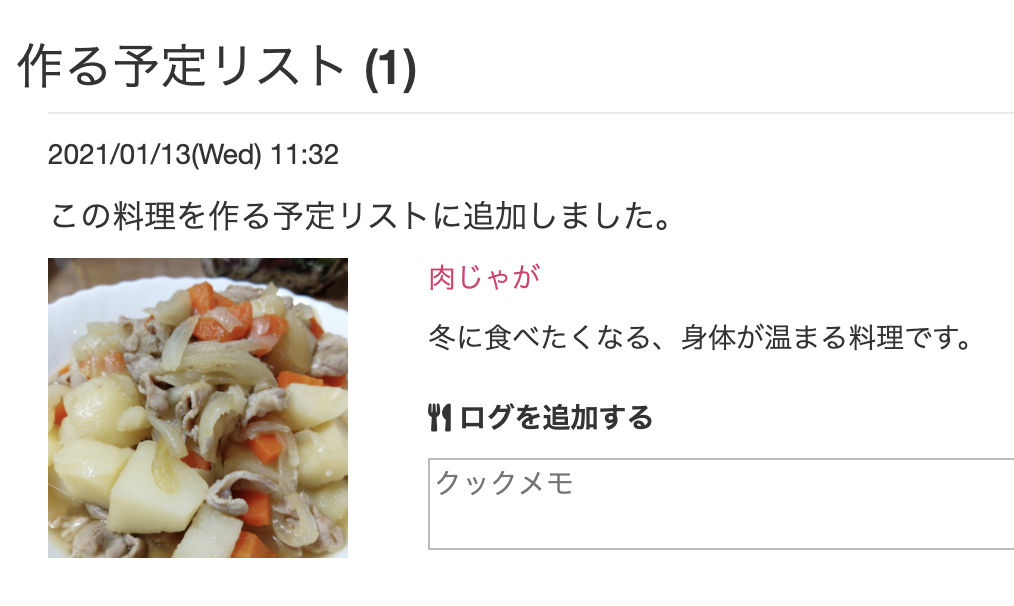 作る予定リスト (1)
2021/01/13(Wed) 11:32
この料理を作る予定リストに追加しました。
肉じゃが
冬に食べたくなる、身体が温まる料理です。
ログを追加する
クックメモ